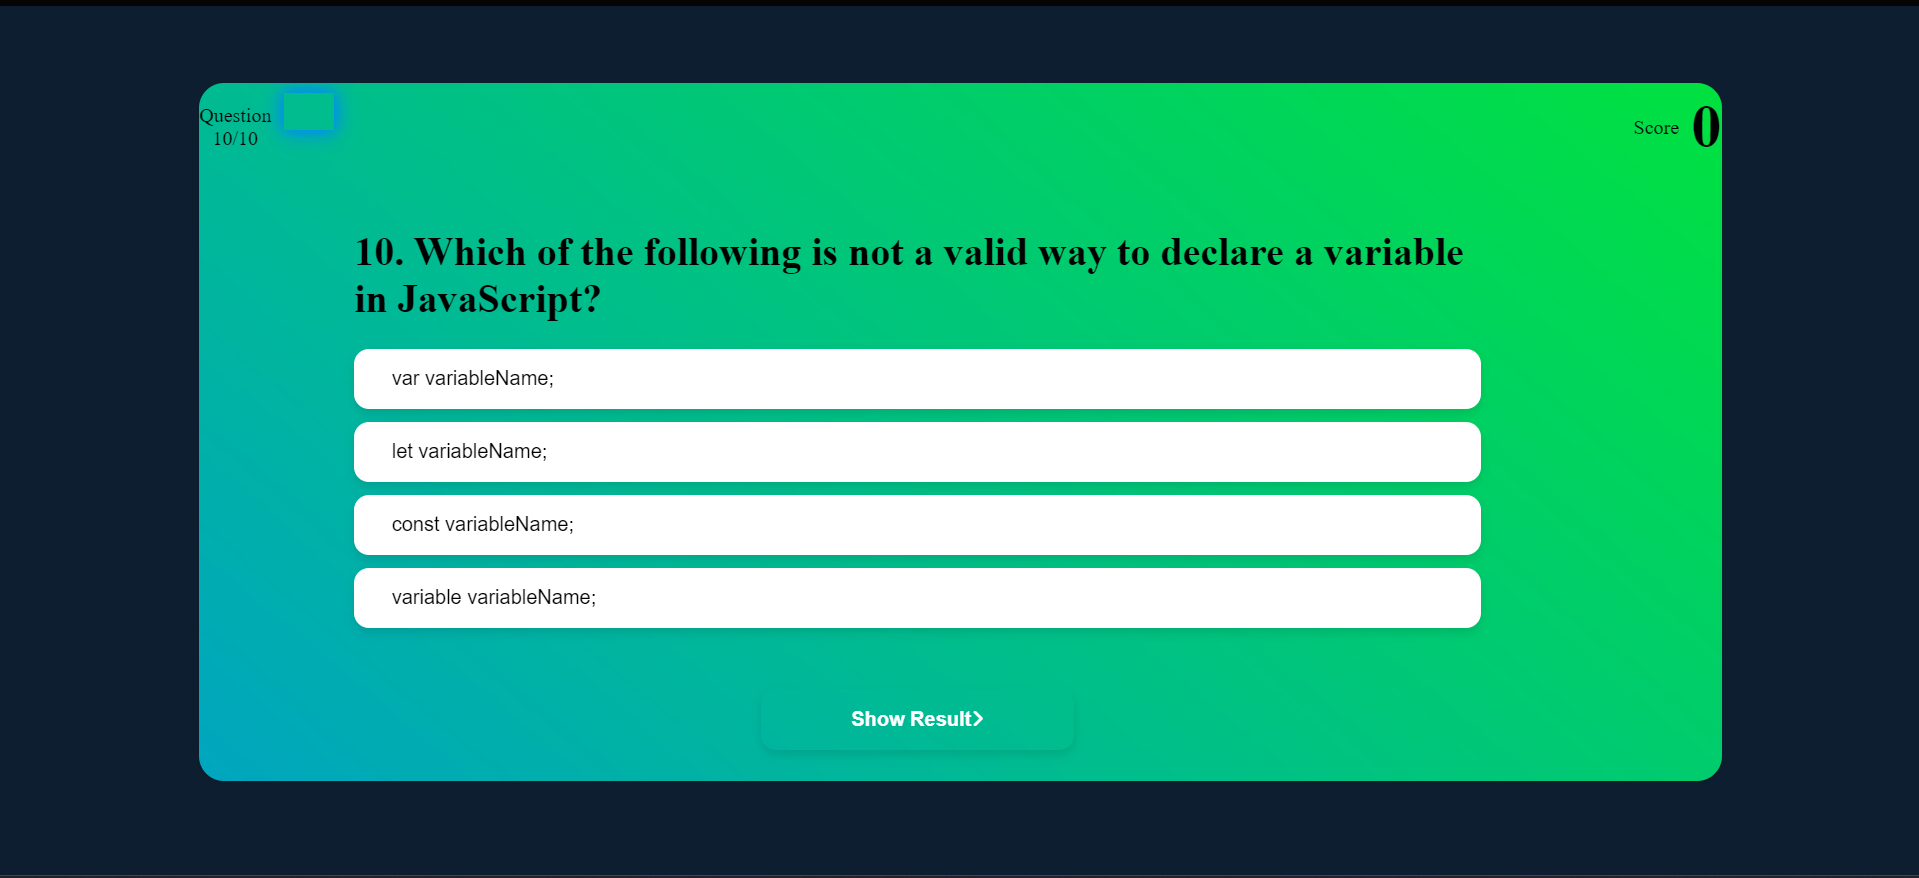 Question
10/10
Score 0
10. Which of the following is not a valid way to declare a variable
in JavaScript?
var variableName;
let variableName;
const variableName;
variable variableName;
Show Result